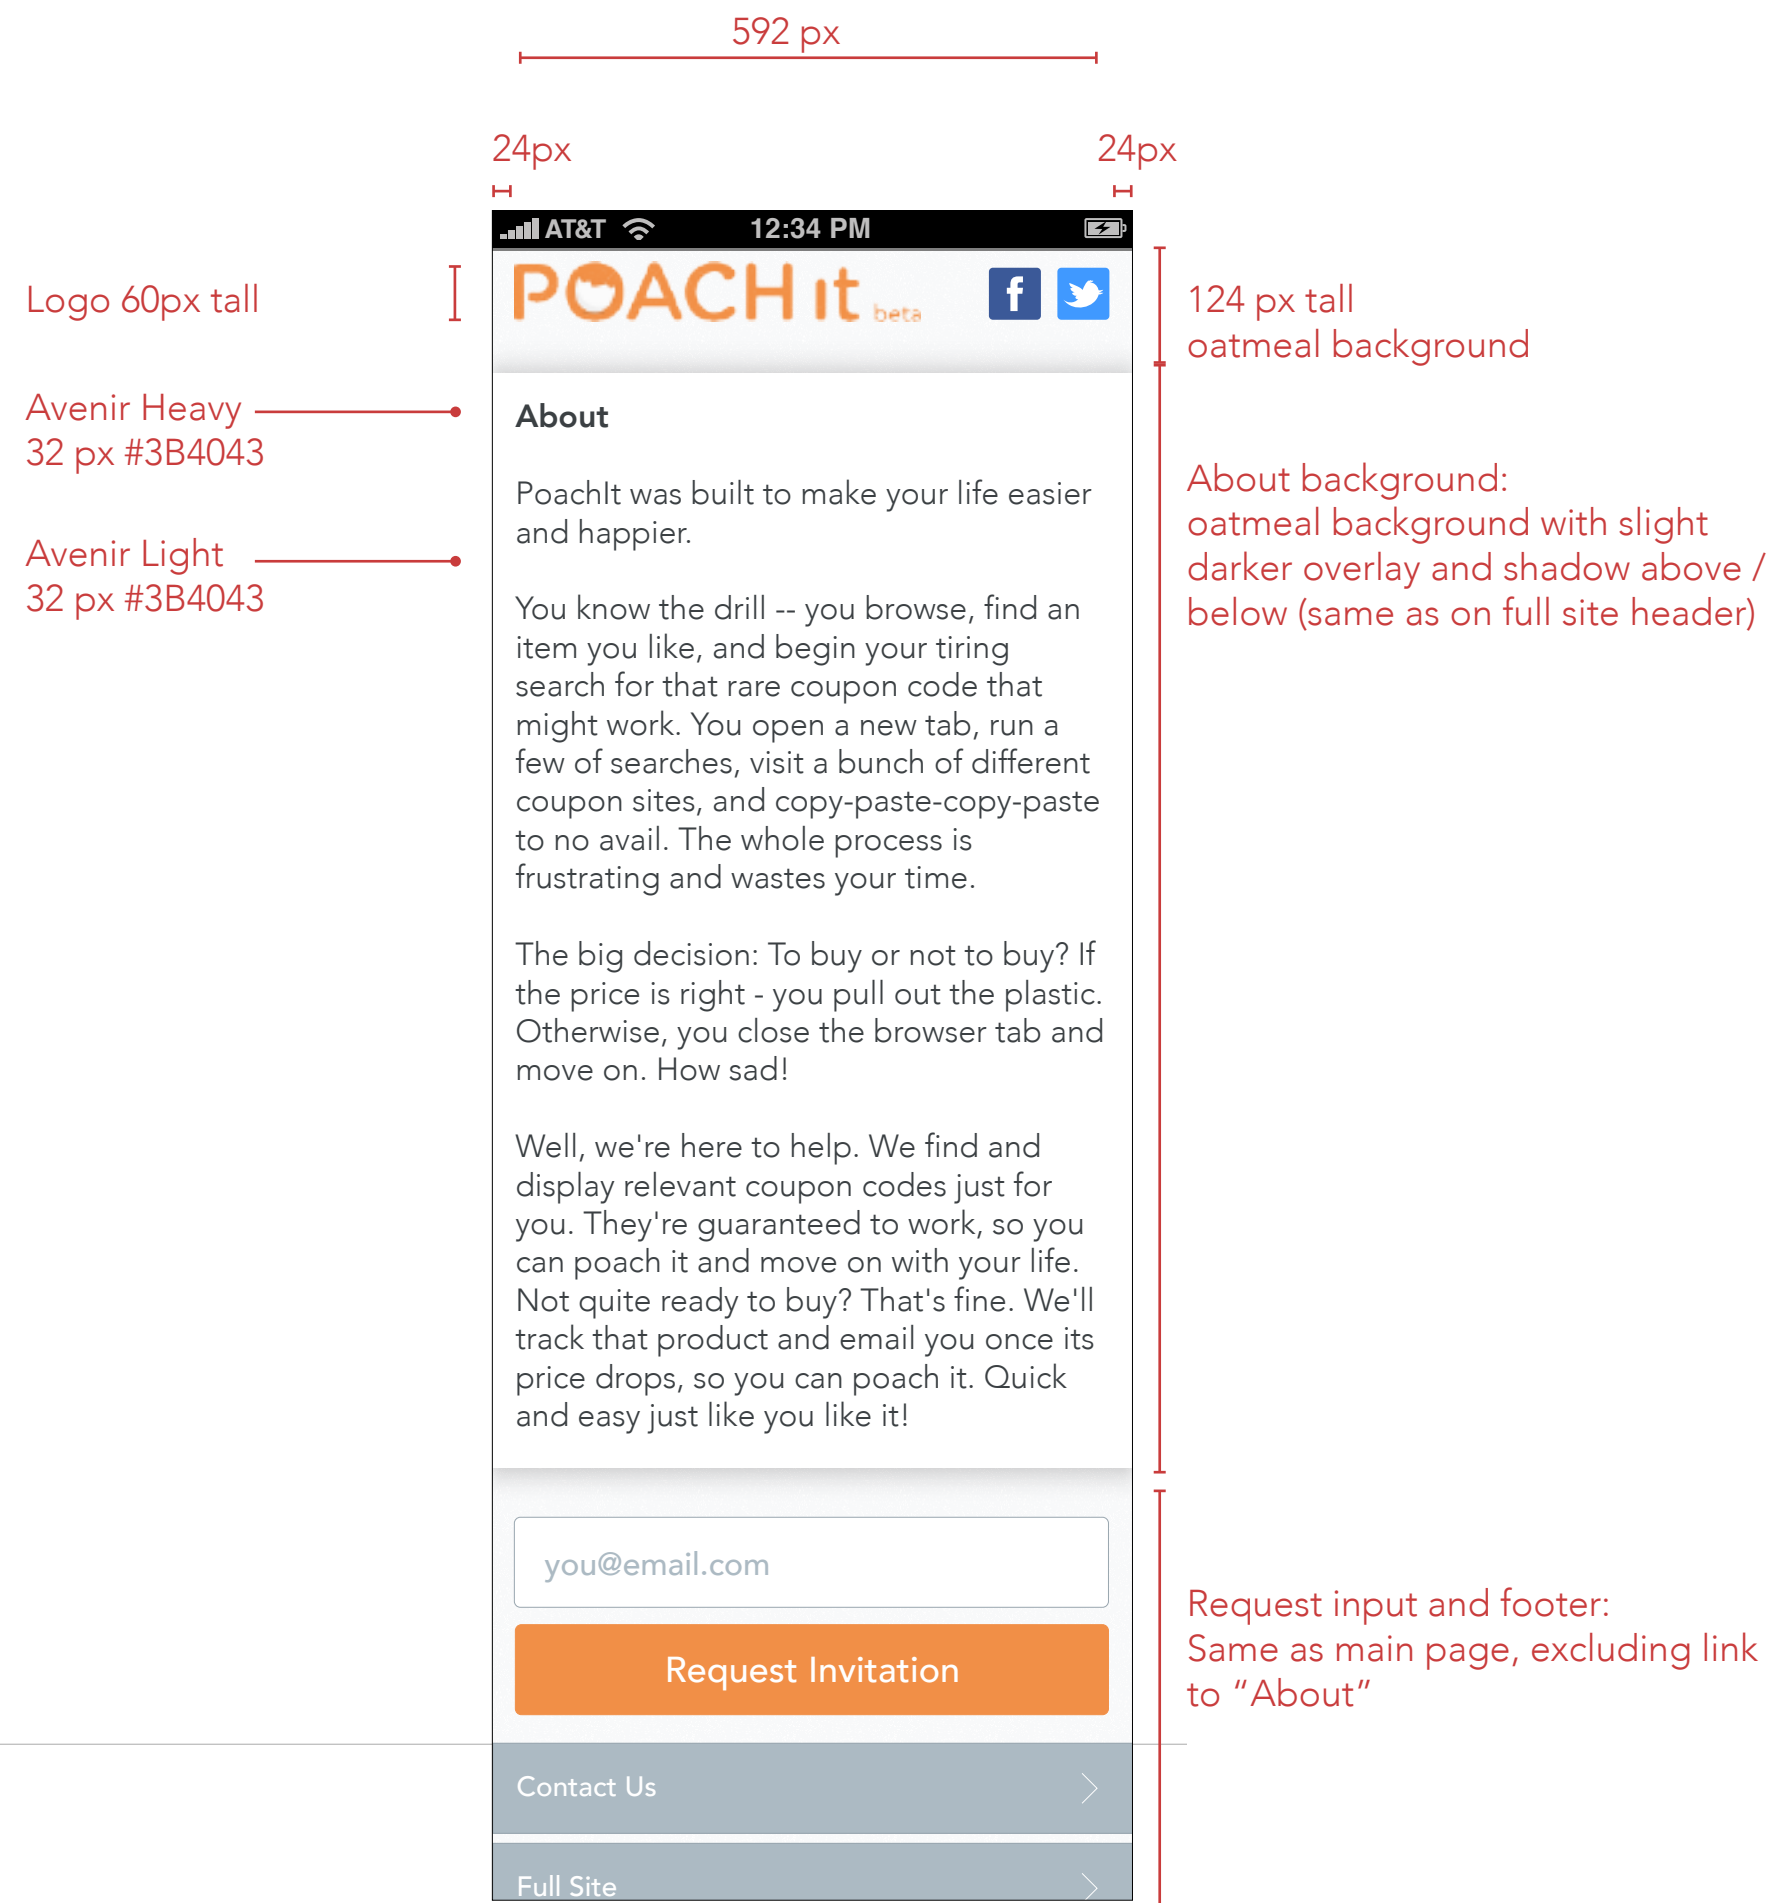 592 px
24px
24px
AT&T
12:34 PM
Logo 60px tall
POACH it beta
f
124 px tall
oatmeal background
Avenir Heavy
32 px #3B4043
About
About background:
oatmeal background with slight
darker overlay and shadow above /
below (same as on full site header)
Avenir Light
32 px #3B4043
PoachIt was built to make your life easier
and happier.
You know the drill -- you browse, find an
item you like, and begin your tiring
search for that rare coupon code that
might work. You open a new tab, run a
few of searches, visit a bunch of different
coupon sites, and copy-paste-copy-paste
to no avail. The whole process is
frustrating and wastes your time.
The big decision: To buy or not to buy? If
the price is right - you pull out the plastic.
Otherwise, you close the browser tab and
move on. How sad!
Well, we're here to help. We find and
display relevant coupon codes just for
you. They're guaranteed to work, so you
can poach it and move on with your life.
Not quite ready to buy? That's fine. We'll
track that product and email you once its
price drops, so you can poach it. Quick
and easy just like you like it!
you@email.com
Request Invitation
Request input and footer:
Same as main page, excluding link
to “About”
Contact Us
Full Site